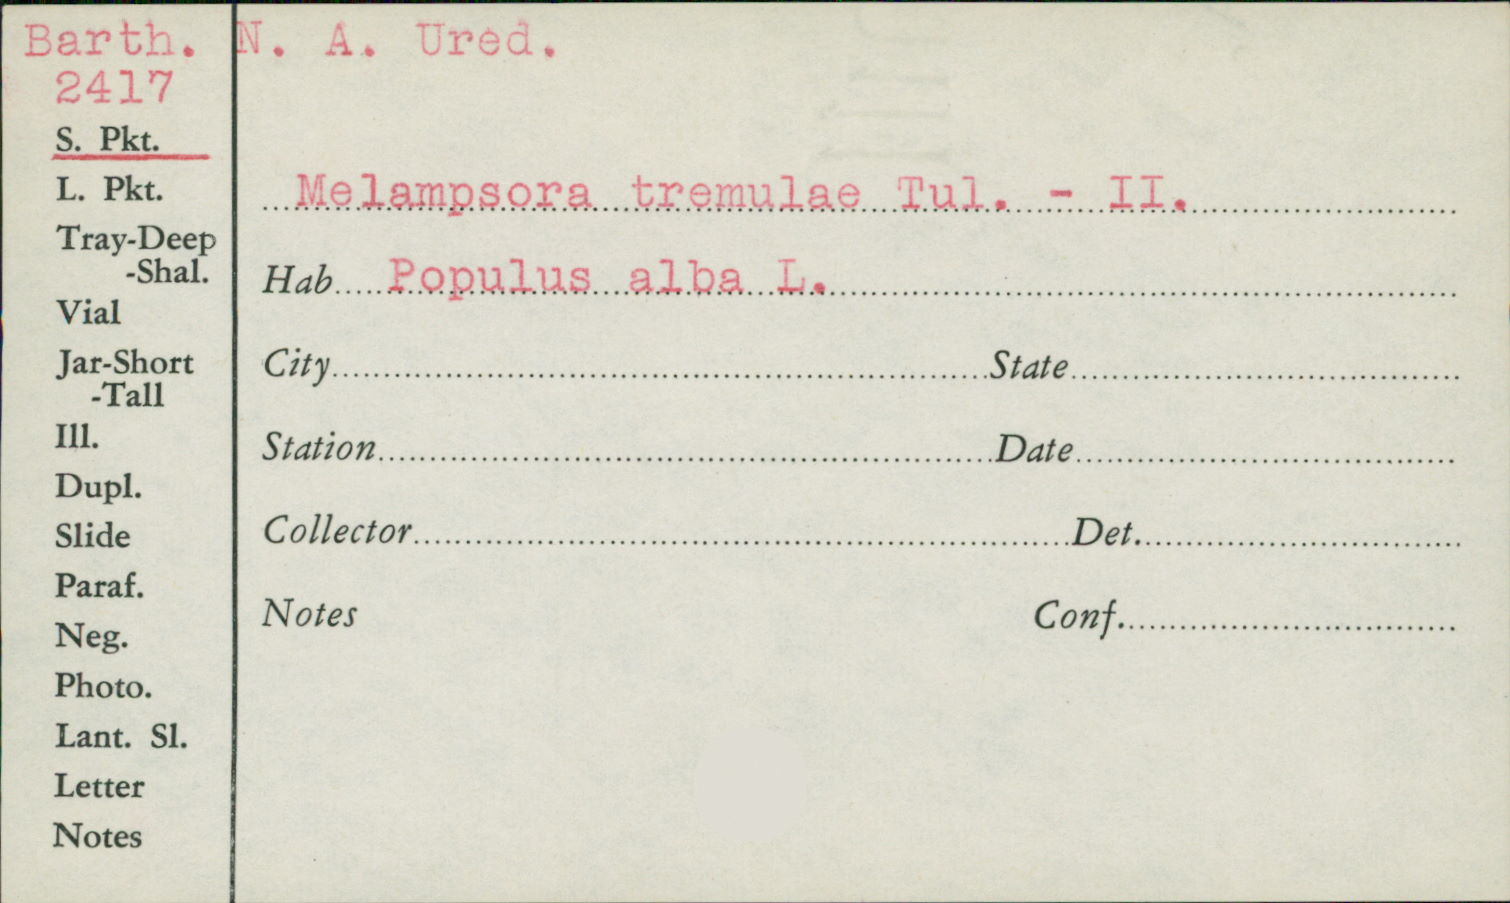 Barth. N. A. Ured.
2417
S. Pkt.
L. Pkt.
Tray-Deep
-Shal.
Vial
Jar-Short
-Tall
Ill.
Dupl.
Slide
Paraf.
Neg.
Photo.
Lant. Sl.
Letter
Notes
Melampsora tremulae Tul. - II.
Hab Populus alba L.
City State
Station Date
Collector Det.
Notes Conf.